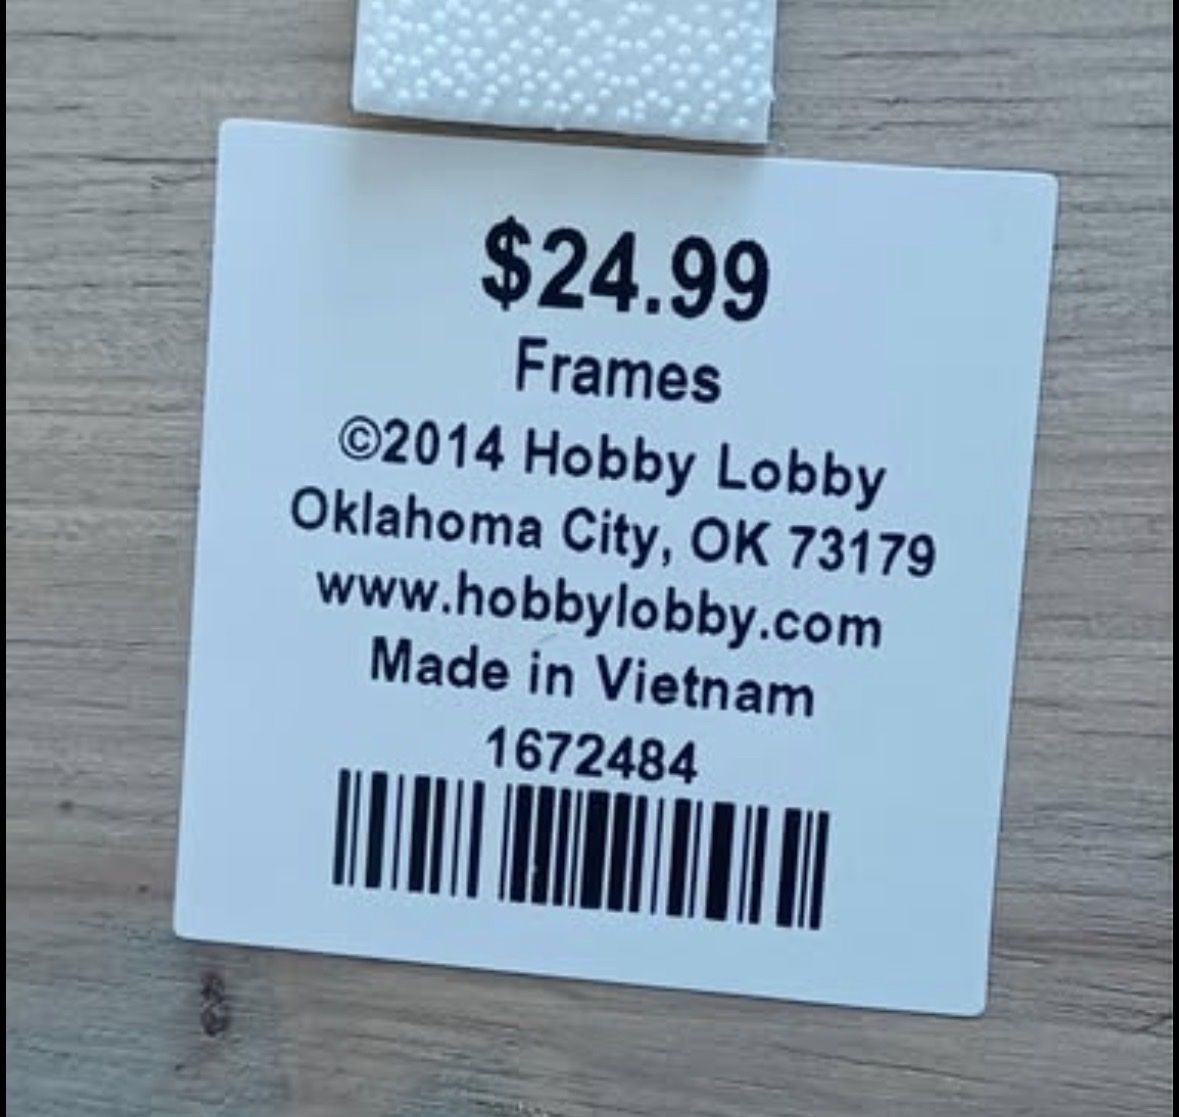 $24.99
Frames
©2014 Hobby Lobby
Oklahoma City, OK 73179
www.hobbylobby.com
Made in Vietnam
1672484